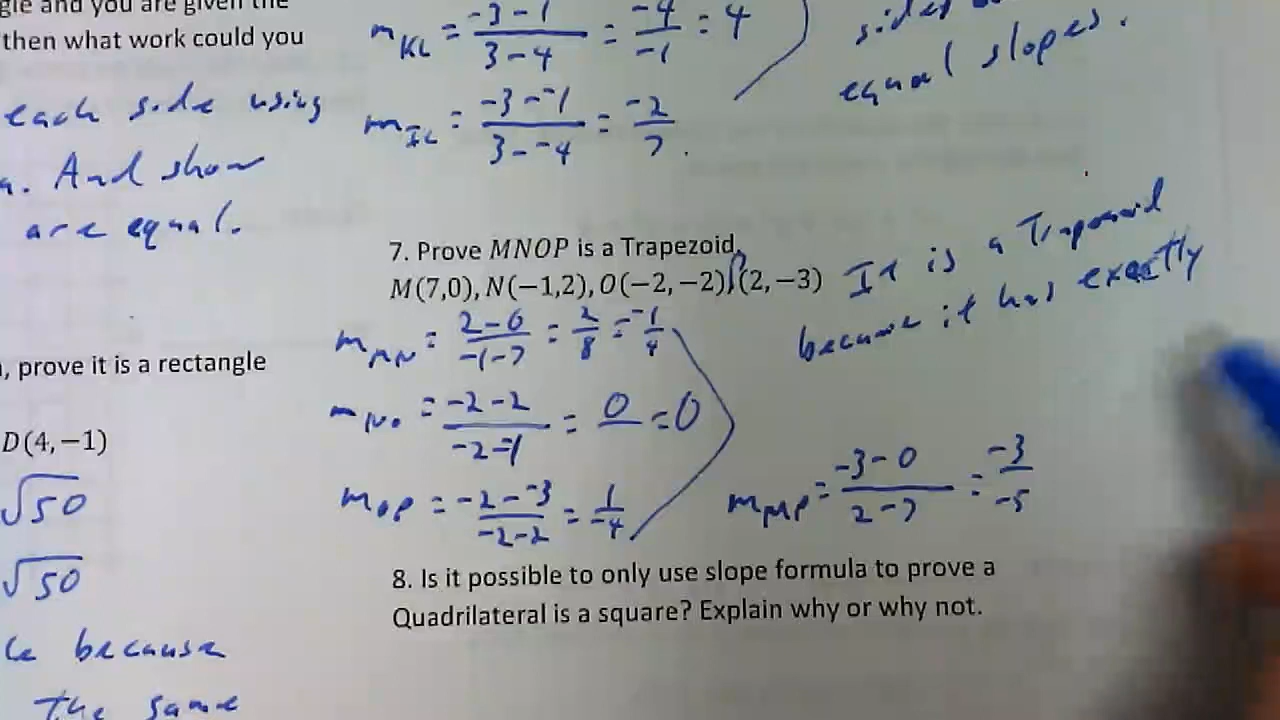 gle and you are given the
then what work could you
each side using
a. And show
are equal.
, prove it is a rectangle
D(4,−1)
√50
√50
because
the same
m_KL = (-3-1)/(3-4) = -4/-1 = 4
m_IL = (-3--1)/(3--4) = -2/7.
sides
equal slopes.
7. Prove MNOP is a Trapezoid,
M(7,0), N(−1,2), O(−2,−2), P(2,−3)
It is a Trapezoid
because it has exactly
m_MN = (2-0)/(-1-7) = 2/8 = -1/4
m_NO = (-2-2)/(-2--1) = 0/ = 0
m_OP = (-2--3)/(-2-2) = 1/-4
m_MP = (-3-0)/(2-7) = -3/-5
8. Is it possible to only use slope formula to prove a
Quadrilateral is a square? Explain why or why not.